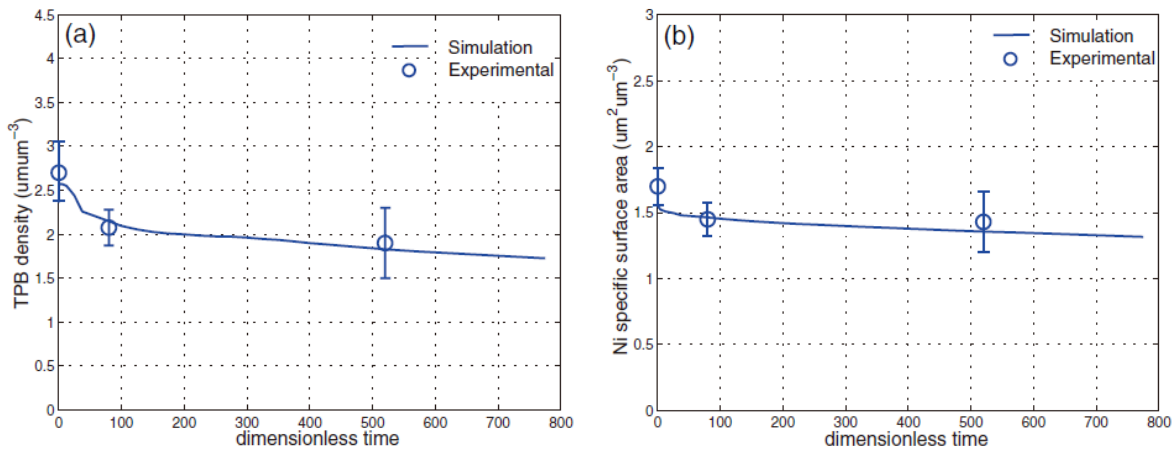 (a)
Simulation
Experimental
TPB density (umum⁻³)
4.5
4
3.5
3
2.5
2
1.5
1
0.5
0
0 100 200 300 400 500 600 700 800
dimensionless time
(b)
Simulation
Experimental
Ni specific surface area (um² um⁻³)
3
2.5
2
1.5
1
0.5
0
0 100 200 300 400 500 600 700 800
dimensionless time